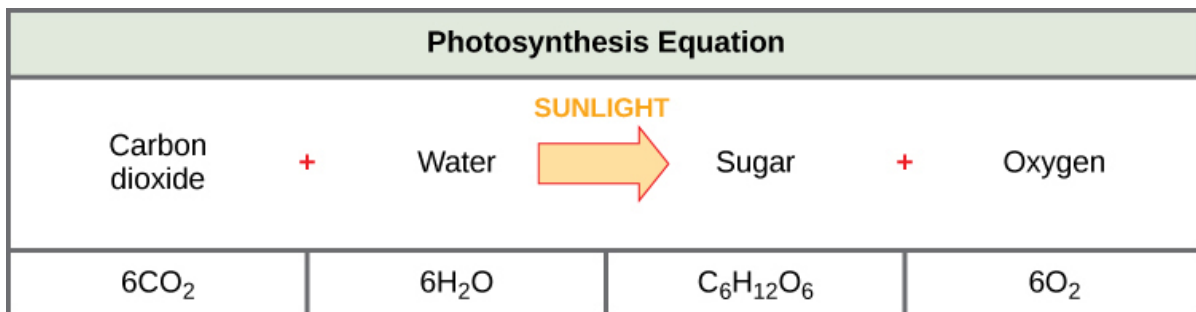 Photosynthesis Equation
SUNLIGHT
Carbon dioxide + Water Sugar + Oxygen
6CO₂ 6H₂O C₆H₁₂O₆ 6O₂